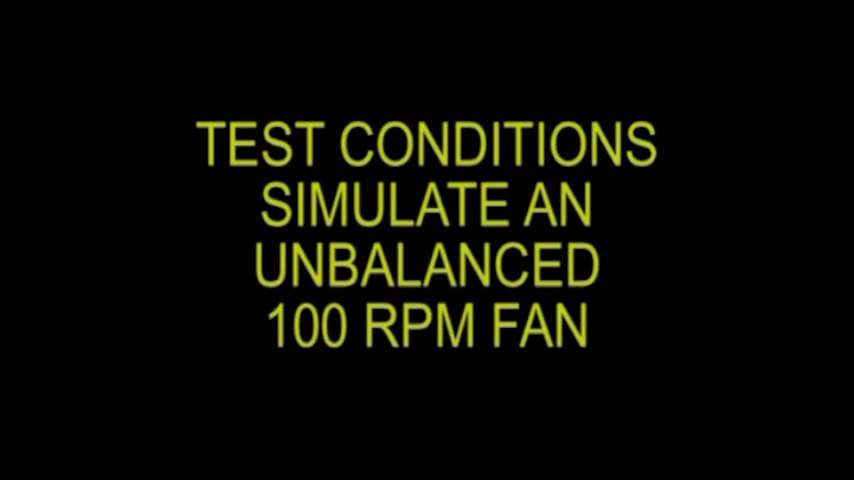 TEST CONDITIONS
SIMULATE AN
UNBALANCED
100 RPM FAN